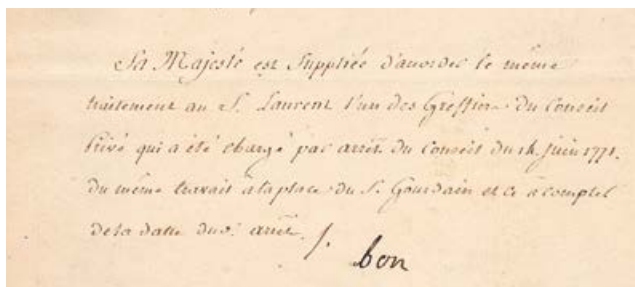 Sa Majesté est Suppliée d'accorder le même
traitement au S. Laurent l'un des Greffiers du Conseil
Privé qui a été chargé par arrêt du Conseil du 14. Juin 1771.
du même travail à la place du S. Gourdain et ce à compter
de la datte dud. arrêt.
bon